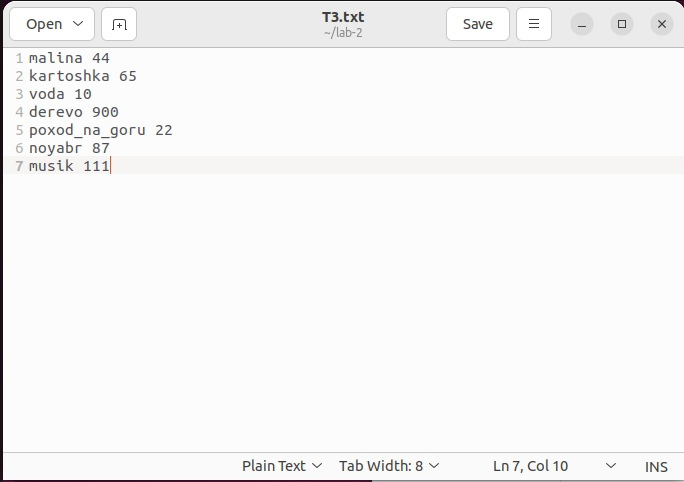 Open
T3.txt
~/lab-2
Save
1 malina 44
2 kartoshka 65
3 voda 10
4 derevo 900
5 poxod_na_goru 22
6 noyabr 87
7 musik 111
Plain Text Tab Width: 8 Ln 7, Col 10 INS